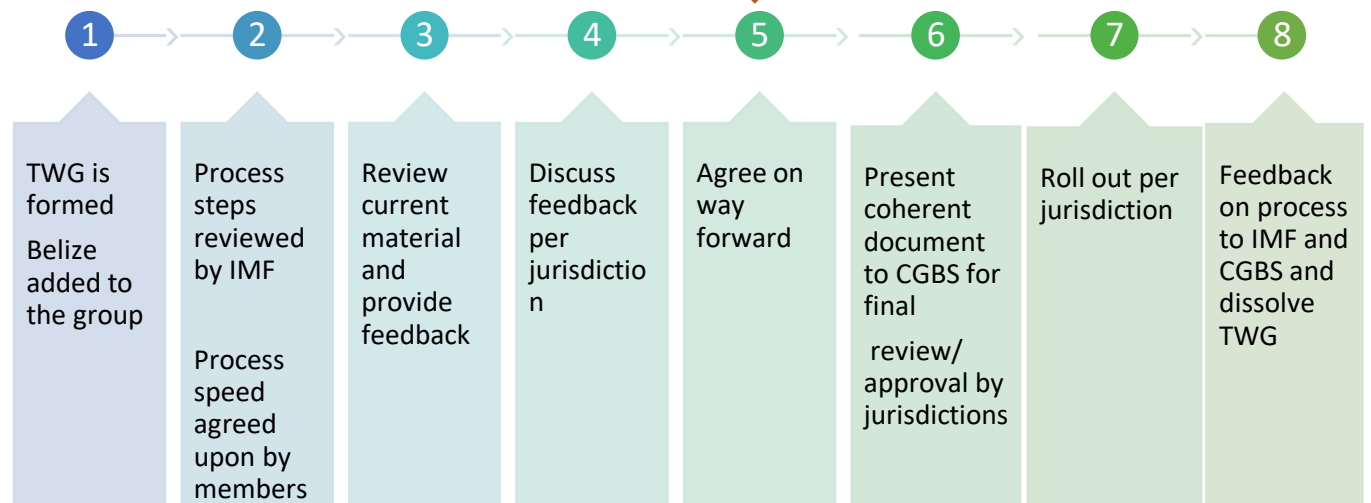 1
2
3
4
5
6
7
8
TWG is
formed
Belize
added to
the group
Process
steps
reviewed
by IMF
Process
speed
agreed
upon by
members
Review
current
material
and
provide
feedback
Discuss
feedback
per
jurisdictio
n
Agree on
way
forward
Present
coherent
document
to CGBS for
final
review/
approval by
jurisdictions
Roll out per
jurisdiction
Feedback
on process
to IMF and
CGBS and
dissolve
TWG